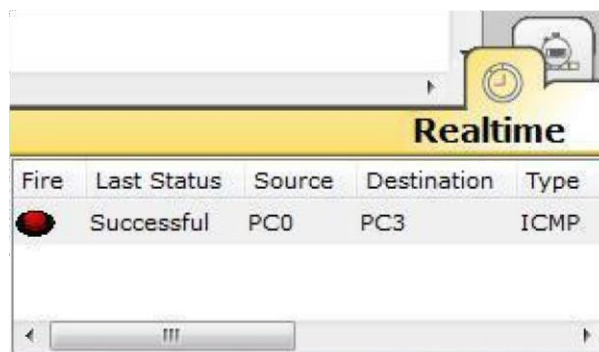 Realtime
Fire Last Status Source Destination Type
Successful PC0 PC3 ICMP